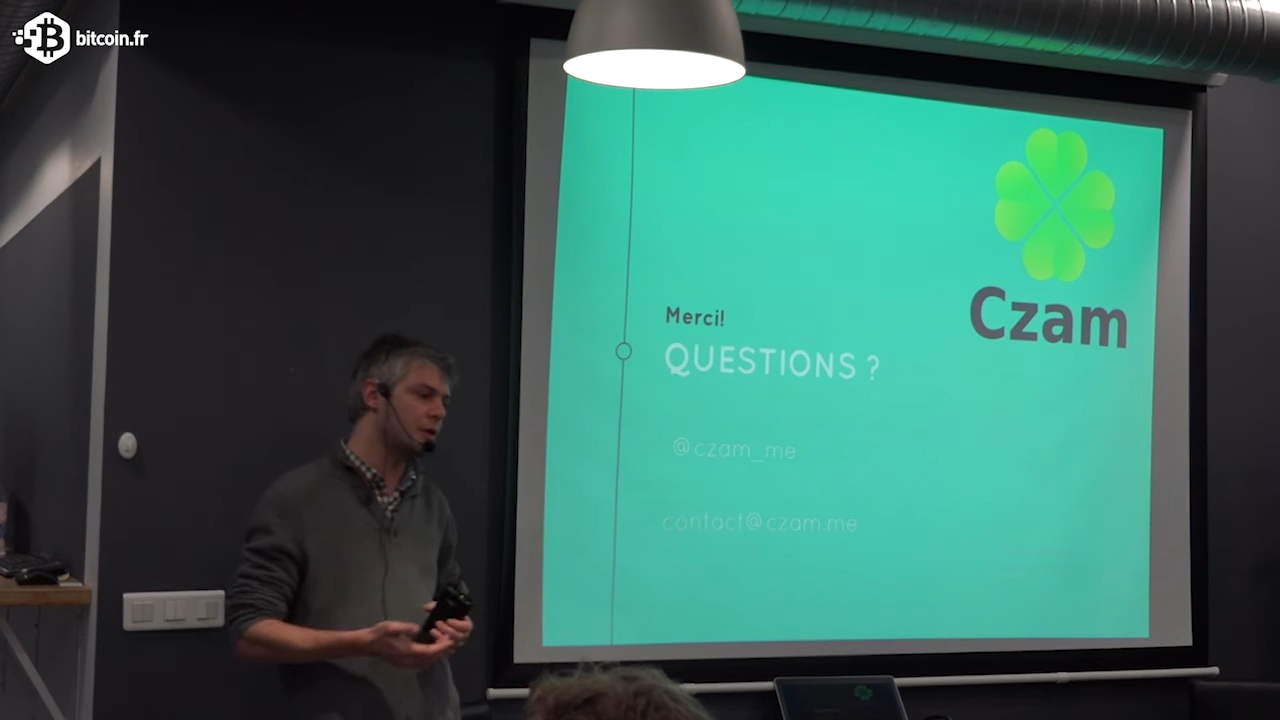 bitcoin.fr
Czam
Merci!
QUESTIONS ?
@czam_me
contact@czam.me